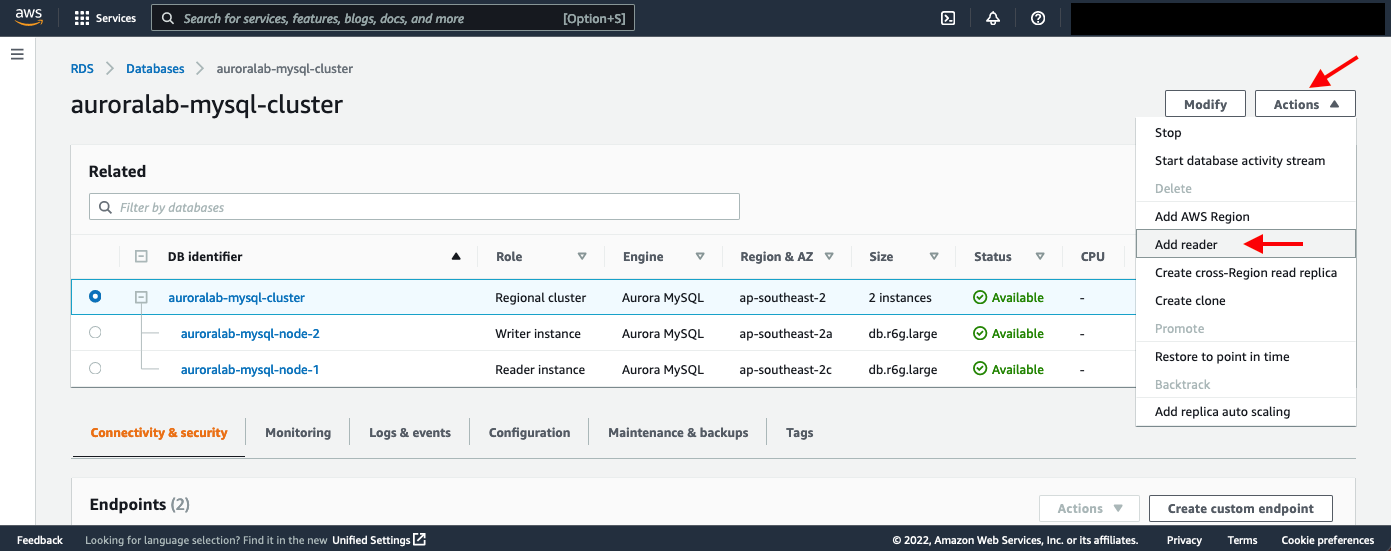 aws Services Search for services, features, blogs, docs, and more [Option+S]
RDS > Databases > auroralab-mysql-cluster
auroralab-mysql-cluster
Modify Actions
Stop
Start database activity stream
Delete
Add AWS Region
Add reader
Create cross-Region read replica
Create clone
Promote
Restore to point in time
Backtrack
Add replica auto scaling
Related
Filter by databases
DB identifier Role Engine Region & AZ Size Status CPU
auroralab-mysql-cluster Regional cluster Aurora MySQL ap-southeast-2 2 instances Available -
auroralab-mysql-node-2 Writer instance Aurora MySQL ap-southeast-2a db.r6g.large Available -
auroralab-mysql-node-1 Reader instance Aurora MySQL ap-southeast-2c db.r6g.large Available -
Connectivity & security Monitoring Logs & events Configuration Maintenance & backups Tags
Endpoints (2) Actions Create custom endpoint
Feedback Looking for language selection? Find it in the new Unified Settings © 2022, Amazon Web Services, Inc. or its affiliates. Privacy Terms Cookie preferences